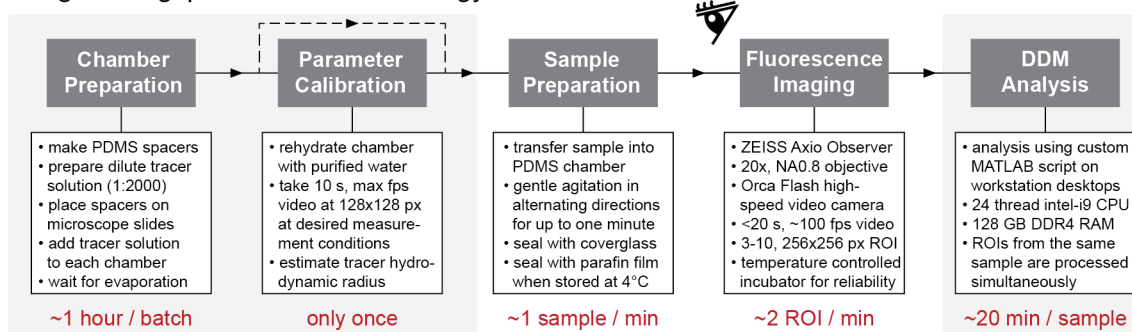 Chamber
Preparation
Parameter
Calibration
Sample
Preparation
Fluorescence
Imaging
DDM
Analysis
• make PDMS spacers
• prepare dilute tracer
solution (1:2000)
• place spacers on
microscope slides
• add tracer solution
to each chamber
• wait for evaporation
• rehydrate chamber
with purified water
• take 10 s, max fps
video at 128x128 px
at desired measure-
ment conditions
• estimate tracer hydro-
dynamic radius
• transfer sample into
PDMS chamber
• gentle agitation in
alternating directions
for up to one minute
• seal with coverglass
• seal with parafin film
when stored at 4°C
• ZEISS Axio Observer
• 20x, NA0.8 objective
• Orca Flash high-
speed video camera
• <20 s, ~100 fps video
• 3-10, 256x256 px ROI
• temperature controlled
incubator for reliability
• analysis using custom
MATLAB script on
workstation desktops
• 24 thread intel-i9 CPU
• 128 GB DDR4 RAM
• ROIs from the same
sample are processed
simultaneously
~1 hour / batch
only once
~1 sample / min
~2 ROI / min
~20 min / sample